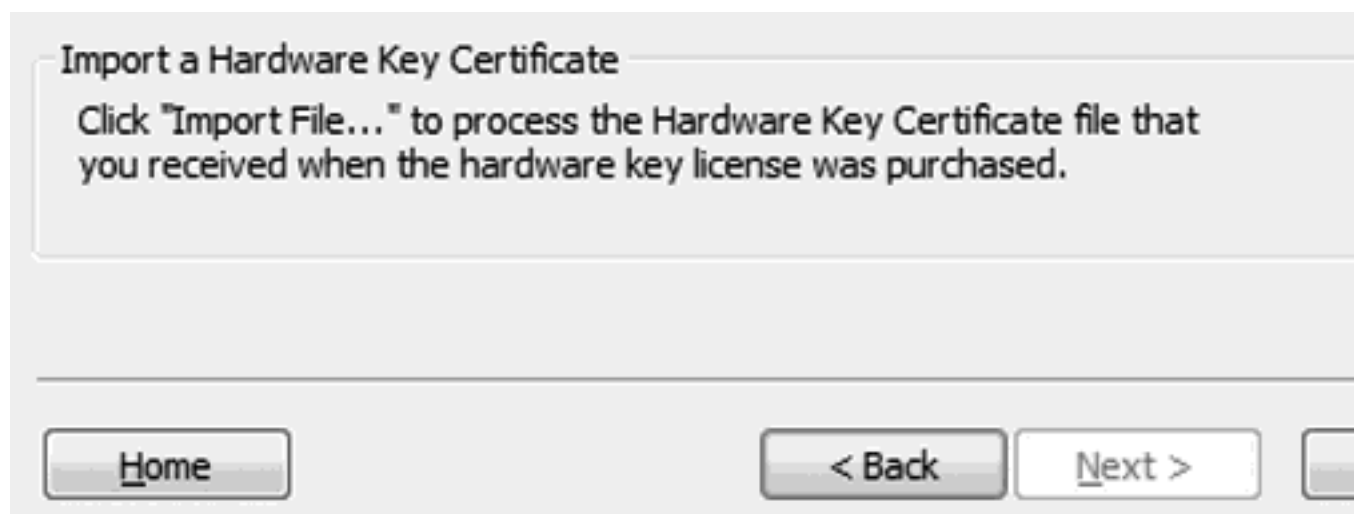 Import a Hardware Key Certificate
Click "Import File..." to process the Hardware Key Certificate file that
you received when the hardware key license was purchased.
Home
< Back
Next >